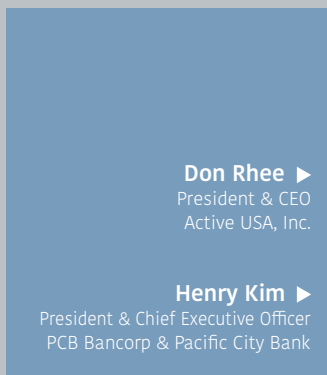 Don Rhee ▶
President & CEO
Active USA, Inc.
Henry Kim ▶
President & Chief Executive Officer
PCB Bancorp & Pacific City Bank